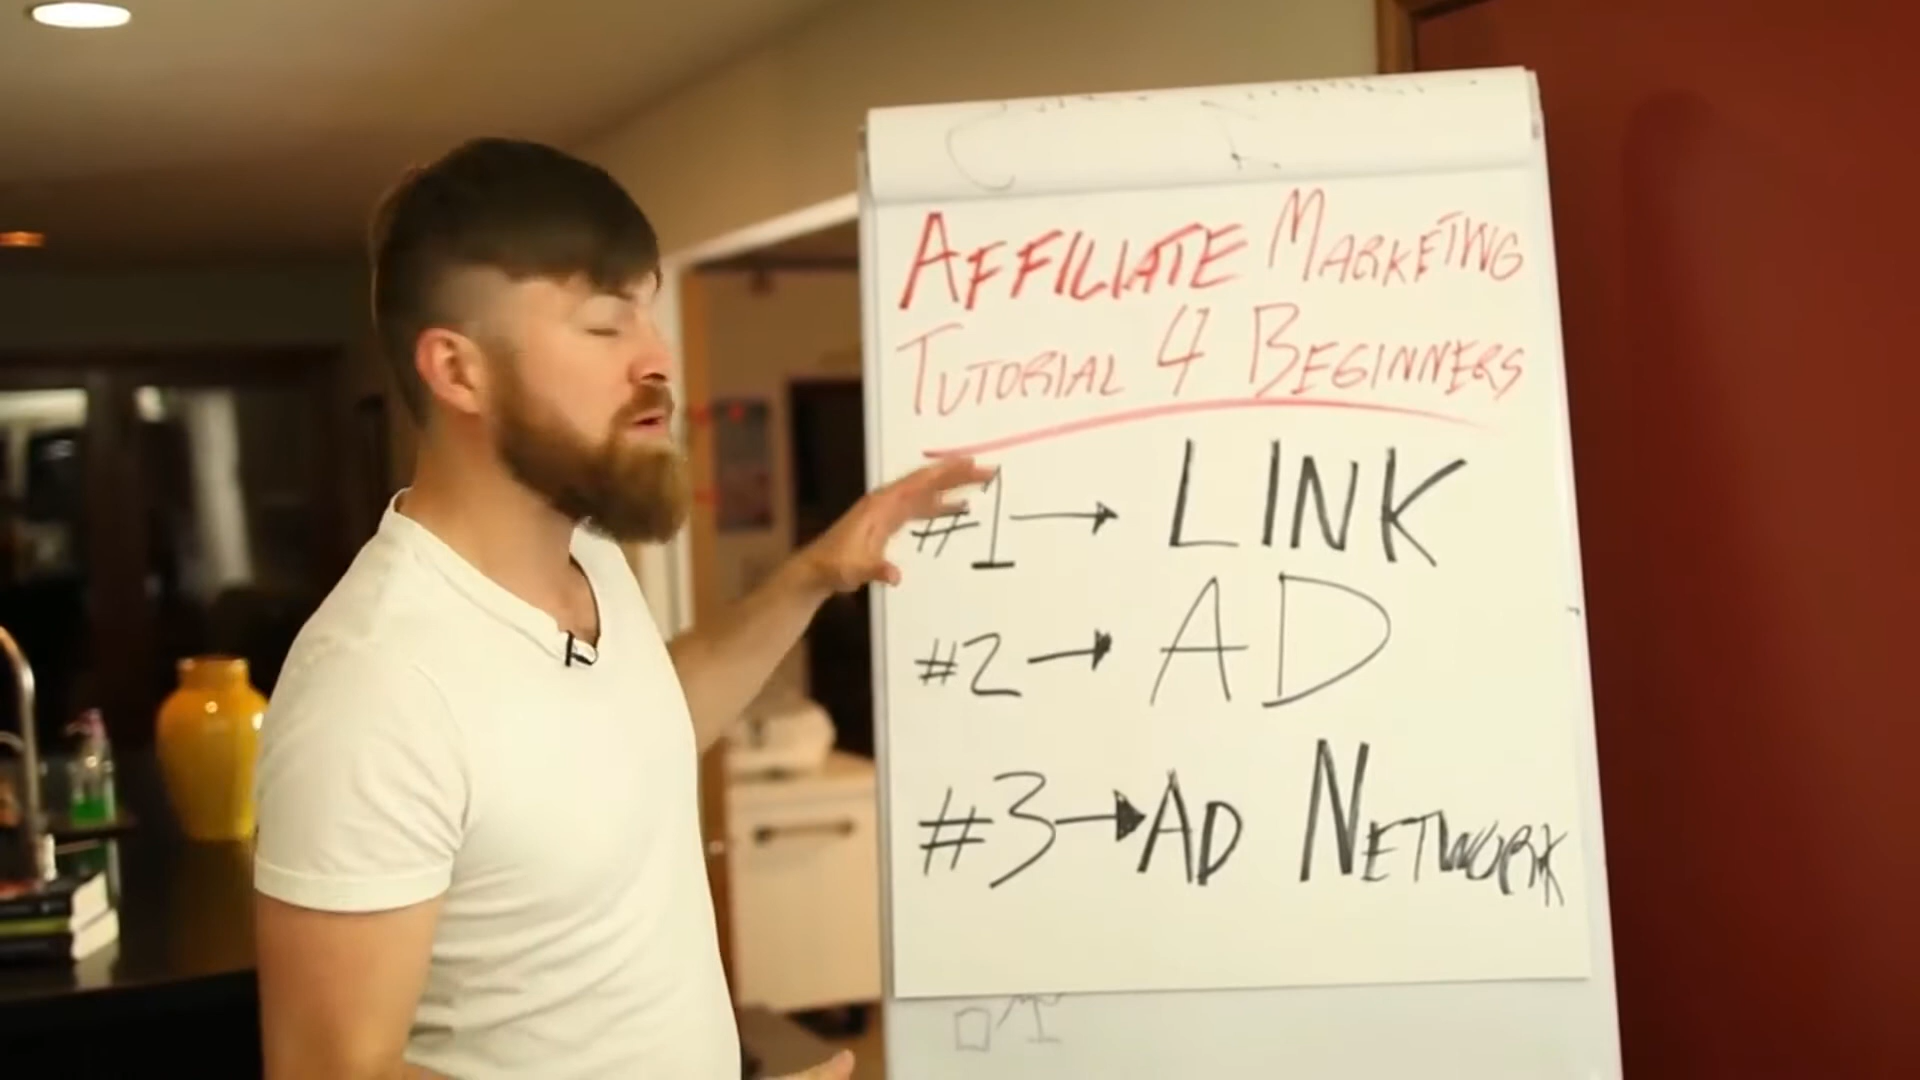 AFFILIATE MARKETING
TUTORIAL 4 BEGINNERS
#1 → LINK
#2 → AD
#3 → AD NETWORK